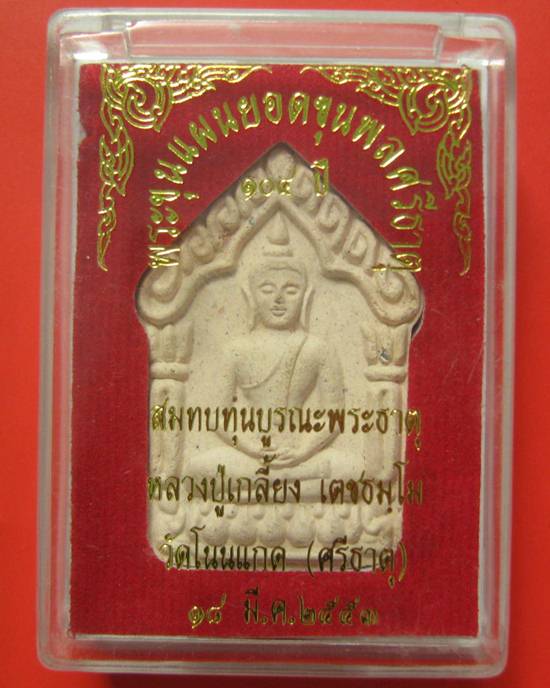 พระขุนแผนยอดขุนพลศรีธาตุ
๑๐๔ ปี
สมทบทุนบูรณะพระธาตุ
หลวงปู่เกลี้ยง เตชธมฺโม
วัดโนนแกด (ศรีธาตุ)
๑๘ มี.ค.๒๕๕๓